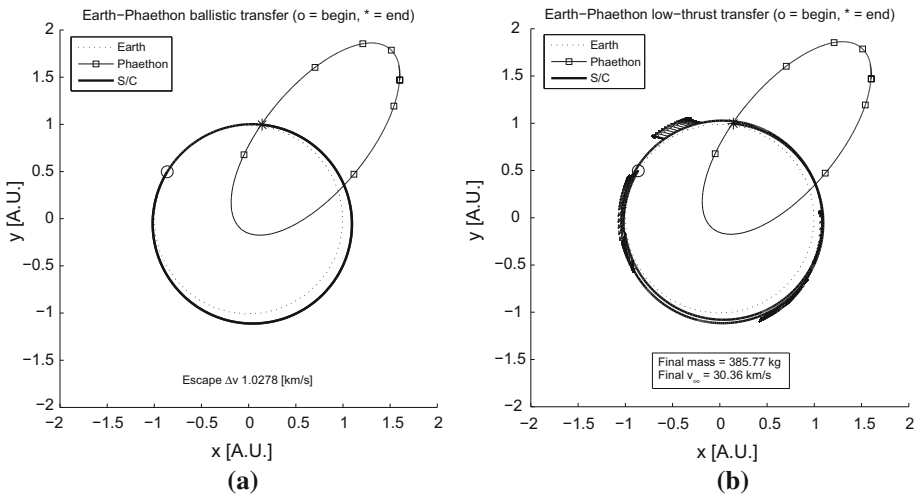 Earth−Phaethon ballistic transfer (o = begin, * = end)
2
1.5
1
0.5
0
−0.5
−1
−1.5
−2
y [A.U.]
Earth
Phaethon
S/C
Escape Δv 1.0278 [km/s]
−2 −1.5 −1 −0.5 0 0.5 1 1.5 2
x [A.U.]
(a)
Earth−Phaethon low−thrust transfer (o = begin, * = end)
2
1.5
1
0.5
0
−0.5
−1
−1.5
−2
y [A.U.]
Earth
Phaethon
S/C
Final mass = 385.77 kg
Final v∞ = 30.36 km/s
−2 −1.5 −1 −0.5 0 0.5 1 1.5 2
x [A.U.]
(b)